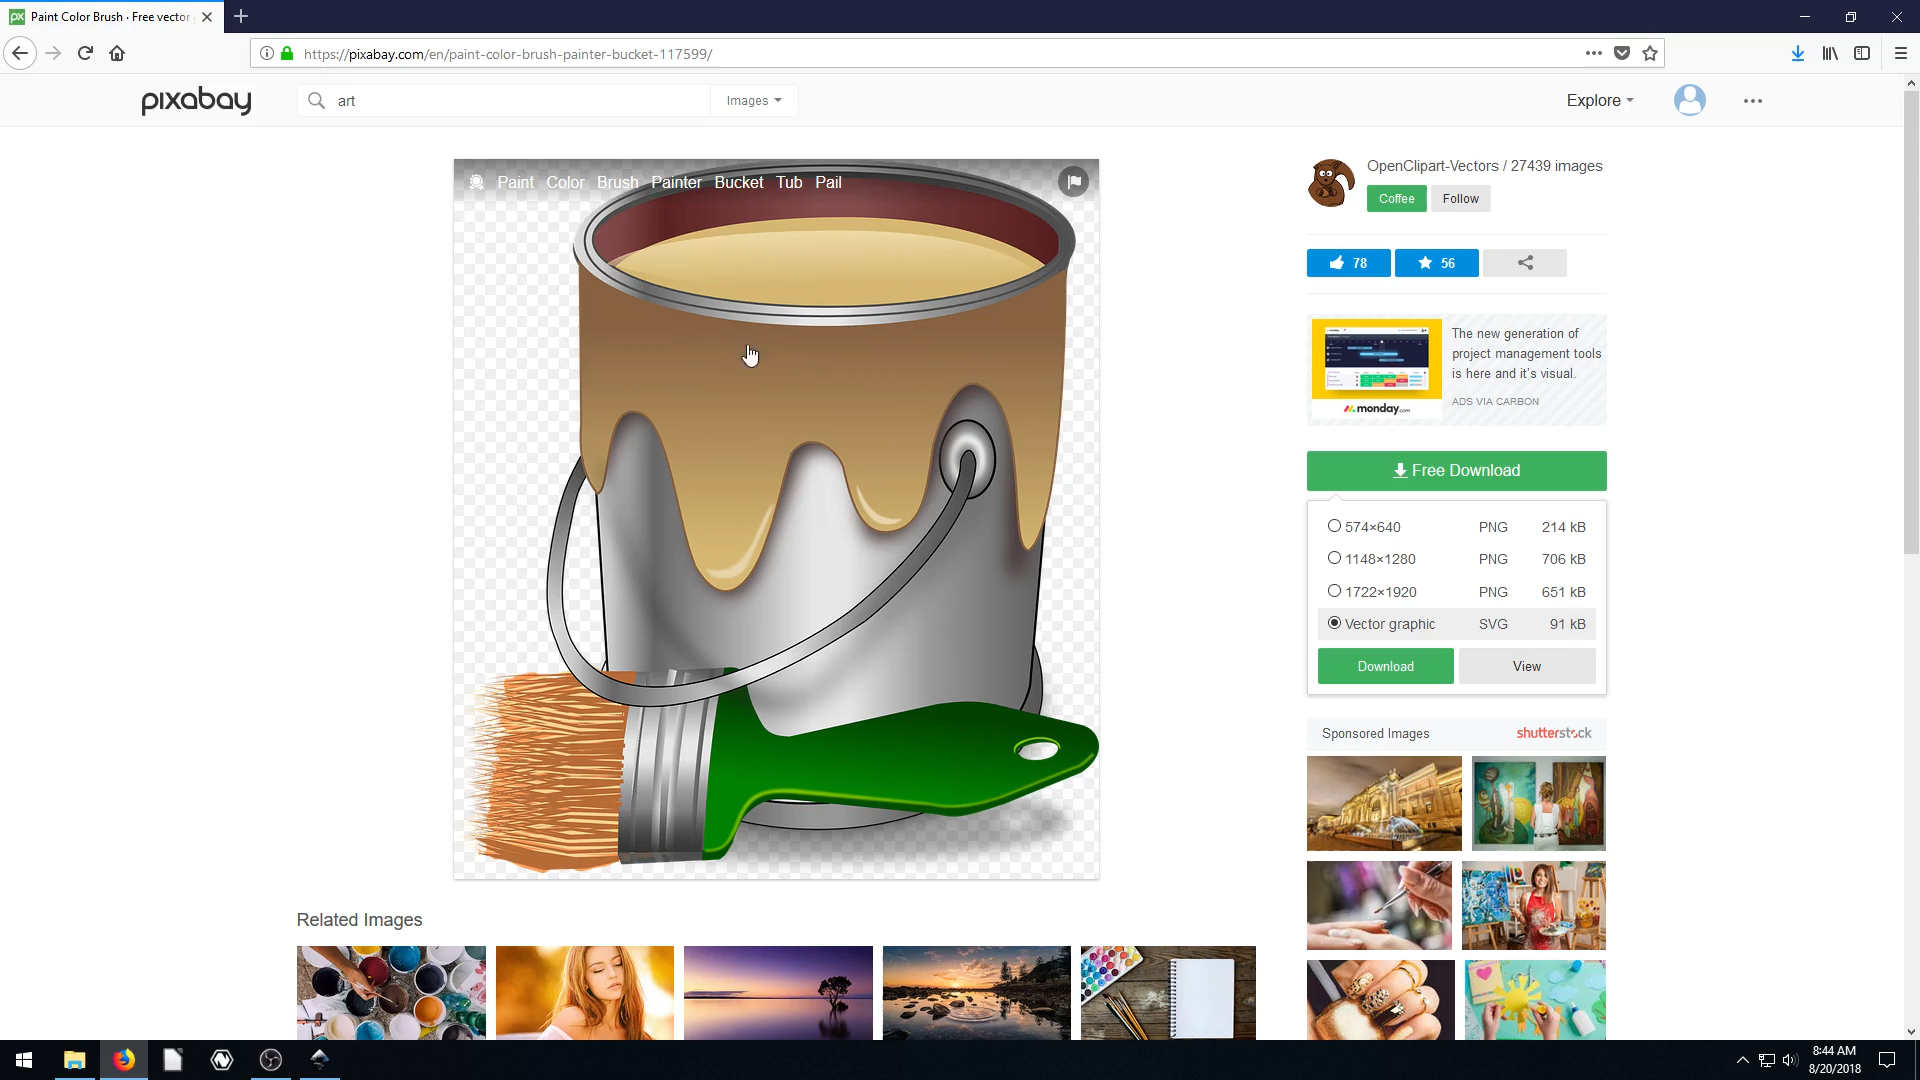 Paint Color Brush · Free vector
https://pixabay.com/en/paint-color-brush-painter-bucket-117599/
pixabay
art
Images
Explore
Paint Color Brush Painter Bucket Tub Pail
OpenClipart-Vectors / 27439 images
Coffee
Follow
78
56
The new generation of
project management tools
is here and it's visual.
monday.com
ADS VIA CARBON
Free Download
574×640 PNG 214 kB
1148×1280 PNG 706 kB
1722×1920 PNG 651 kB
Vector graphic SVG 91 kB
Download
View
Sponsored Images
shutterstock
Related Images
8:44 AM
8/20/2018